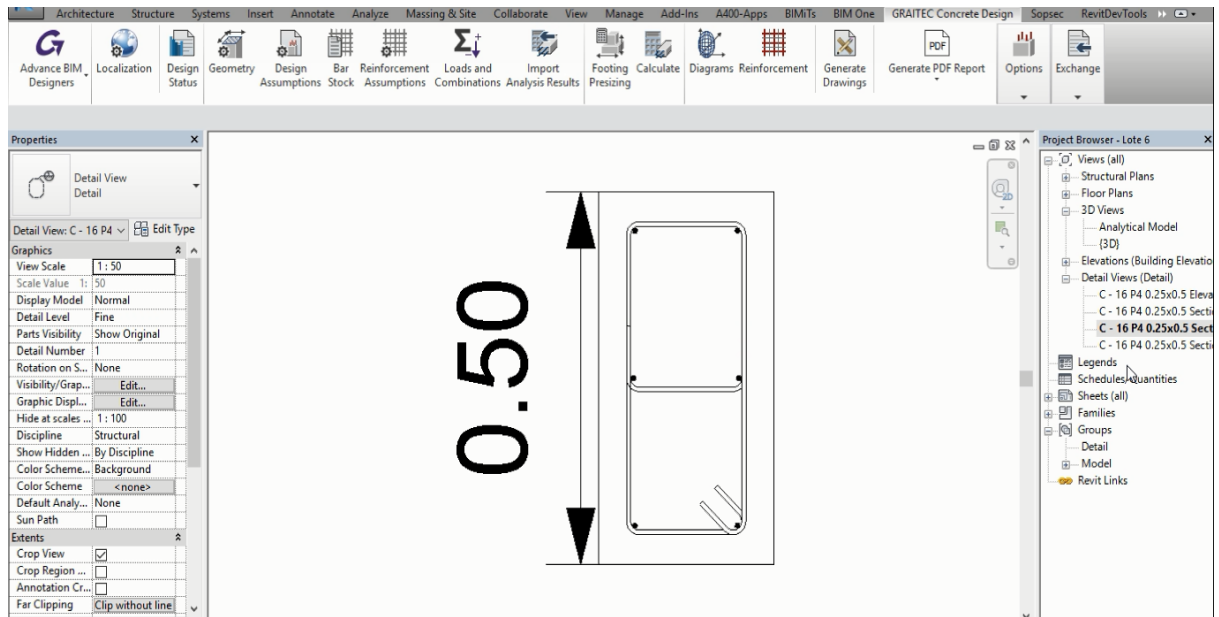 Architecture Structure Systems Insert Annotate Analyze Massing & Site Collaborate View Manage Add-Ins A400-Apps BIMiTs BIM One GRAITEC Concrete Design Sopsec RevitDevTools
Advance BIM Designers
Localization
Design Status
Geometry
Design Assumptions
Bar Stock
Reinforcement Assumptions
Loads and Combinations
Import Analysis Results
Footing Presizing
Calculate
Diagrams
Reinforcement
Generate Drawings
PDF
Generate PDF Report
Options
Exchange
Properties
Detail View
Detail
Detail View: C - 16 P4
Edit Type
Graphics
View Scale 1 : 50
Scale Value 1: 50
Display Model Normal
Detail Level Fine
Parts Visibility Show Original
Detail Number 1
Rotation on S... None
Visibility/Grap... Edit...
Graphic Displ... Edit...
Hide at scales ... 1 : 100
Discipline Structural
Show Hidden ... By Discipline
Color Scheme... Background
Color Scheme <none>
Default Analy... None
Sun Path
Extents
Crop View
Crop Region ...
Annotation Cr...
Far Clipping Clip without line
0.50
2D
Project Browser - Lote 6
Views (all)
Structural Plans
Floor Plans
3D Views
Analytical Model
{3D}
Elevations (Building Elevatio
Detail Views (Detail)
C - 16 P4 0.25x0.5 Eleva
C - 16 P4 0.25x0.5 Secti
C - 16 P4 0.25x0.5 Sect
C - 16 P4 0.25x0.5 Secti
Legends
Schedules/Quantities
Sheets (all)
Families
Groups
Detail
Model
Revit Links